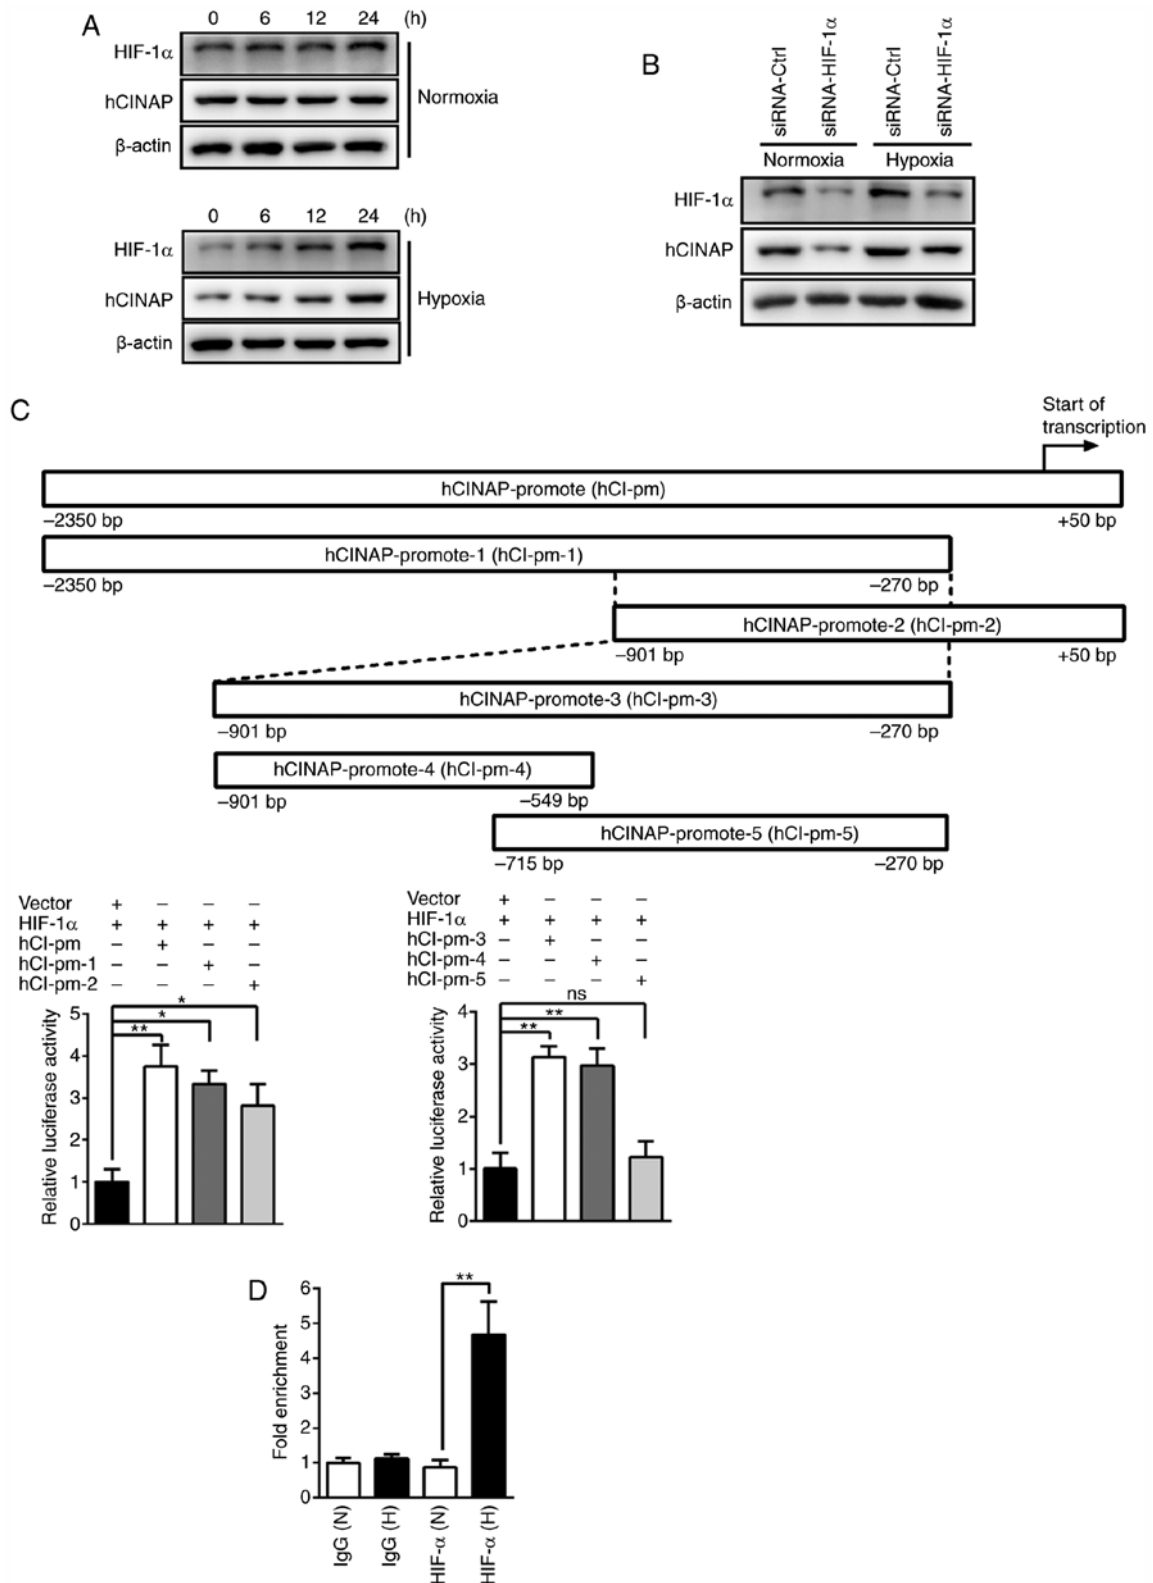 A
0 6 12 24 (h)
HIF-1α
hCINAP
β-actin
Normoxia
0 6 12 24 (h)
HIF-1α
hCINAP
β-actin
Hypoxia
B
siRNA-Ctrl
siRNA-HIF-1α
siRNA-Ctrl
siRNA-HIF-1α
Normoxia Hypoxia
HIF-1α
hCINAP
β-actin
C
Start of
transcription
hCINAP-promote (hCI-pm)
−2350 bp +50 bp
hCINAP-promote-1 (hCI-pm-1)
−2350 bp −270 bp
hCINAP-promote-2 (hCI-pm-2)
−901 bp +50 bp
hCINAP-promote-3 (hCI-pm-3)
−901 bp −270 bp
hCINAP-promote-4 (hCI-pm-4)
−901 bp −549 bp
hCINAP-promote-5 (hCI-pm-5)
−715 bp −270 bp
Vector + − − −
HIF-1α + + + +
hCI-pm − + − −
hCI-pm-1 − − + −
hCI-pm-2 − − − +
Relative luciferase activity
5
4
3
2
1
0
*
*
**
Vector + − − −
HIF-1α + + + +
hCI-pm-3 − + − −
hCI-pm-4 − − + −
hCI-pm-5 − − − +
Relative luciferase activity
4
3
2
1
0
ns
**
**
D
Fold enrichment
6
5
4
3
2
1
0
**
IgG (N)
IgG (H)
HIF-α (N)
HIF-α (H)